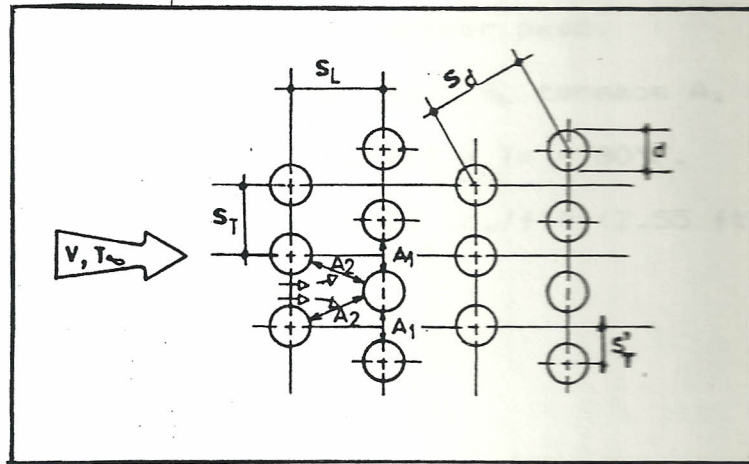 S_L
S_d
d
S_T
V, T∞
A2
A1
A2
A1
S'_T